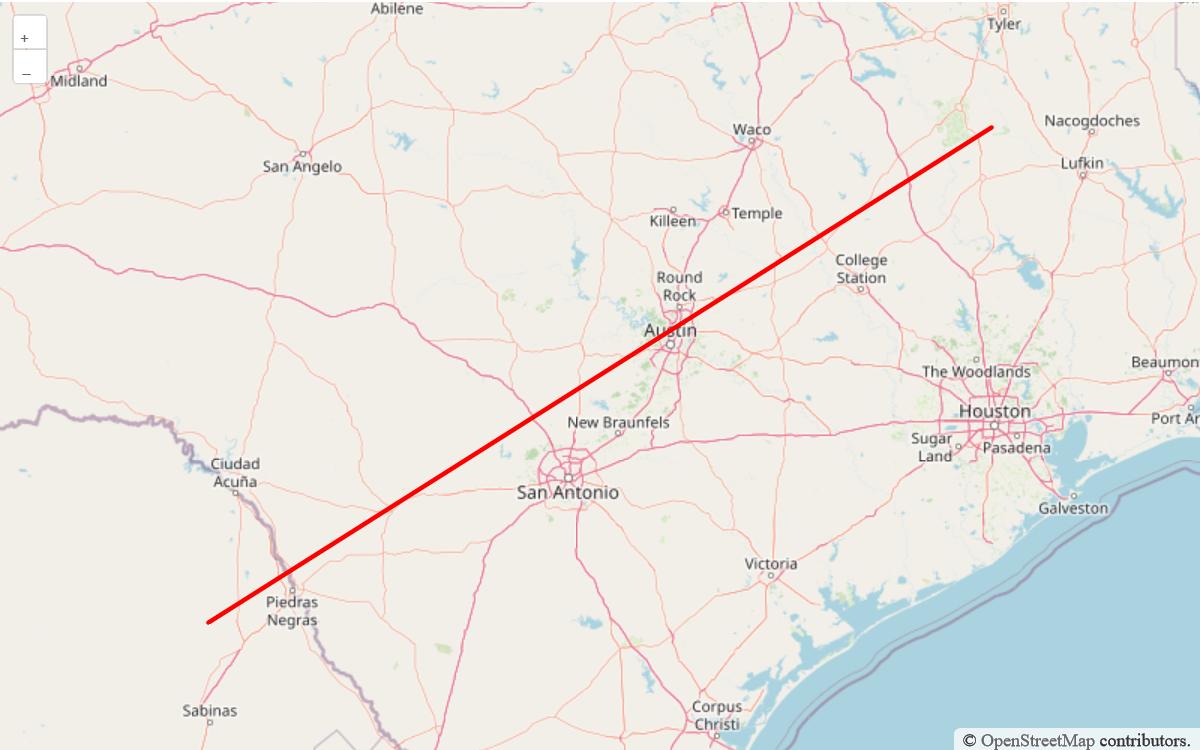 Abilene
Tyler
+
–
Midland
Nacogdoches
Waco
San Angelo
Lufkin
Killeen
Temple
College
Station
Round
Rock
Austin
The Woodlands
Beaumon
Houston
Port Ar
New Braunfels
Sugar
Land
Pasadena
Ciudad
Acuña
San Antonio
Galveston
Victoria
Piedras
Negras
Sabinas
Corpus
Christi
© OpenStreetMap contributors.